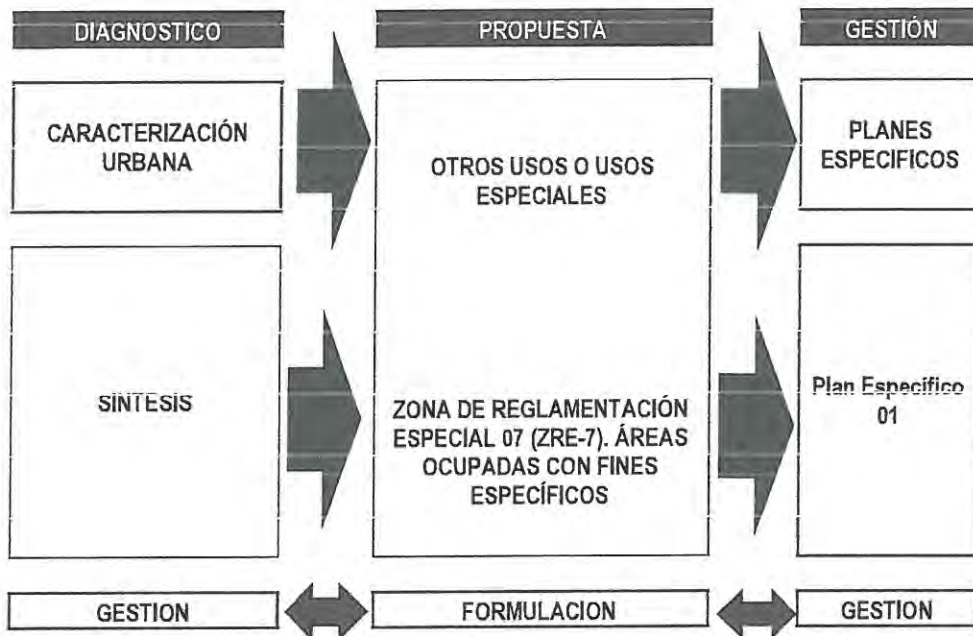 DIAGNOSTICO
PROPUESTA
GESTIÓN
CARACTERIZACIÓN
URBANA
OTROS USOS O USOS
ESPECIALES
PLANES
ESPECIFICOS
SÍNTESIS
ZONA DE REGLAMENTACIÓN
ESPECIAL 07 (ZRE-7). ÁREAS
OCUPADAS CON FINES
ESPECÍFICOS
Plan Específico
01
GESTION
FORMULACION
GESTION